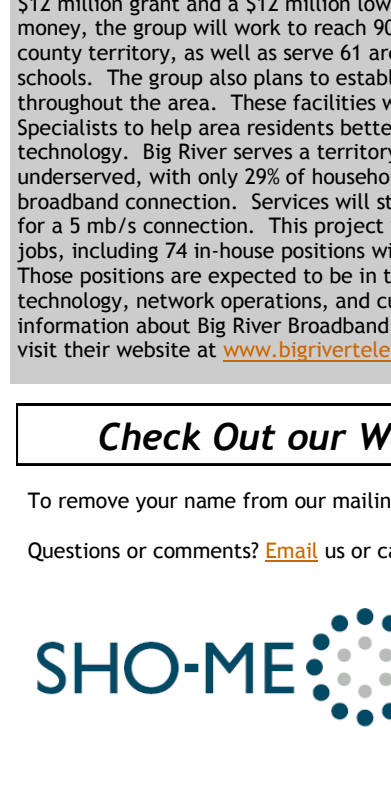 $12 million grant and a $12 million low
money, the group will work to reach 90
county territory, as well as serve 61 are
schools. The group also plans to establ
throughout the area. These facilities w
Specialists to help area residents bette
technology. Big River serves a territory
underserved, with only 29% of househo
broadband connection. Services will st
for a 5 mb/s connection. This project
jobs, including 74 in-house positions wi
Those positions are expected to be in t
technology, network operations, and cu
information about Big River Broadband
visit their website at www.bigrivertele
Check Out our W
To remove your name from our mailin
Questions or comments? Email us or ca
SHO-ME